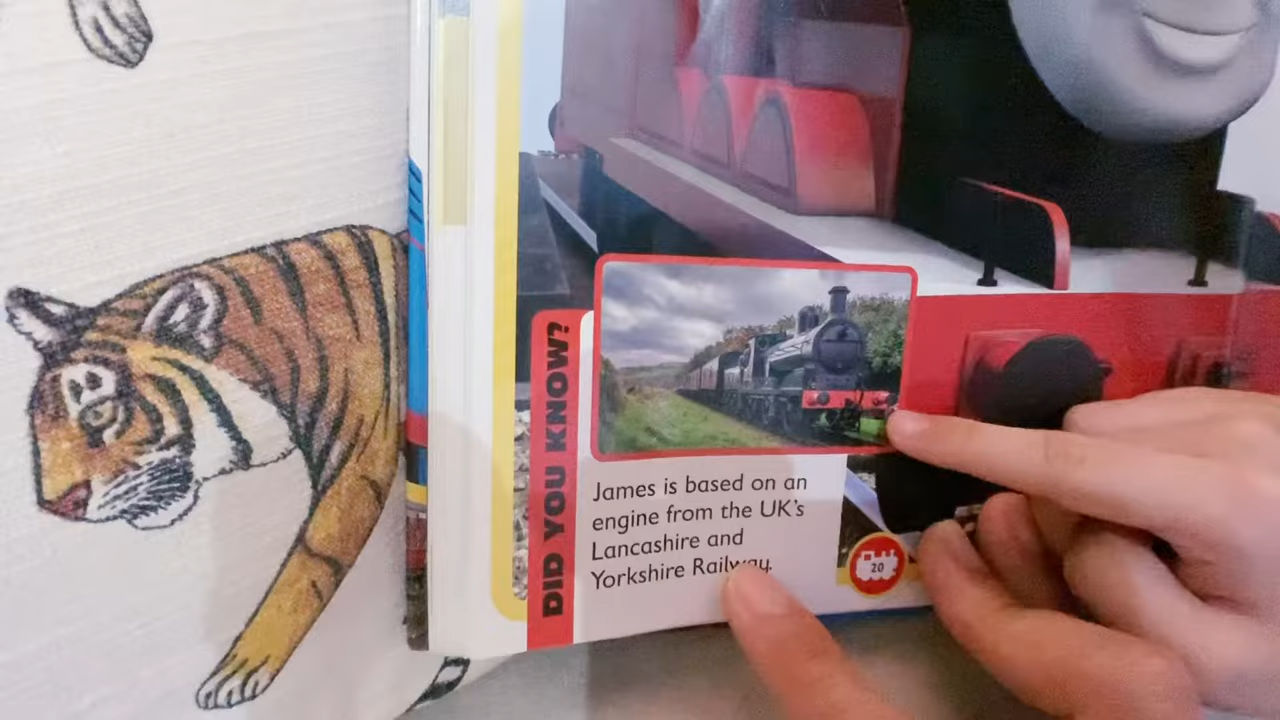 DID YOU KNOW?
James is based on an
engine from the UK's
Lancashire and
Yorkshire Railway.
20